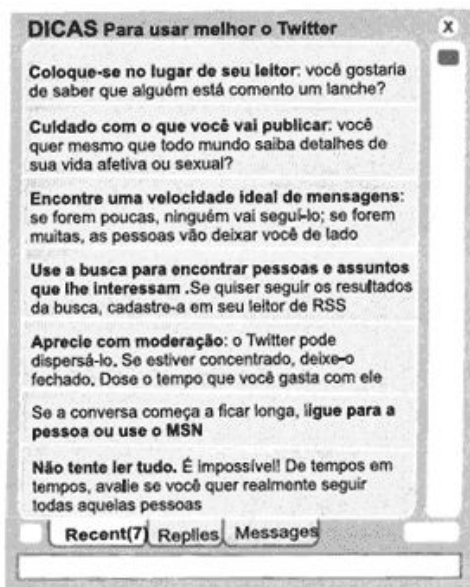 DICAS Para usar melhor o Twitter
X
Coloque-se no lugar de seu leitor: você gostaria
de saber que alguém está comento um lanche?
Cuidado com o que você vai publicar: você
quer mesmo que todo mundo saiba detalhes de
sua vida afetiva ou sexual?
Encontre uma velocidade ideal de mensagens:
se forem poucas, ninguém vai seguí-lo; se forem
muitas, as pessoas vão deixar você de lado
Use a busca para encontrar pessoas e assuntos
que lhe interessam .Se quiser seguir os resultados
da busca, cadastre-a em seu leitor de RSS
Aprecie com moderação: o Twitter pode
dispersá-lo. Se estiver concentrado, deixe-o
fechado. Dose o tempo que você gasta com ele
Se a conversa começa a ficar longa, ligue para a
pessoa ou use o MSN
Não tente ler tudo. É impossível! De tempos em
tempos, avalie se você quer realmente seguir
todas aquelas pessoas
Recent(7) Replies Messages